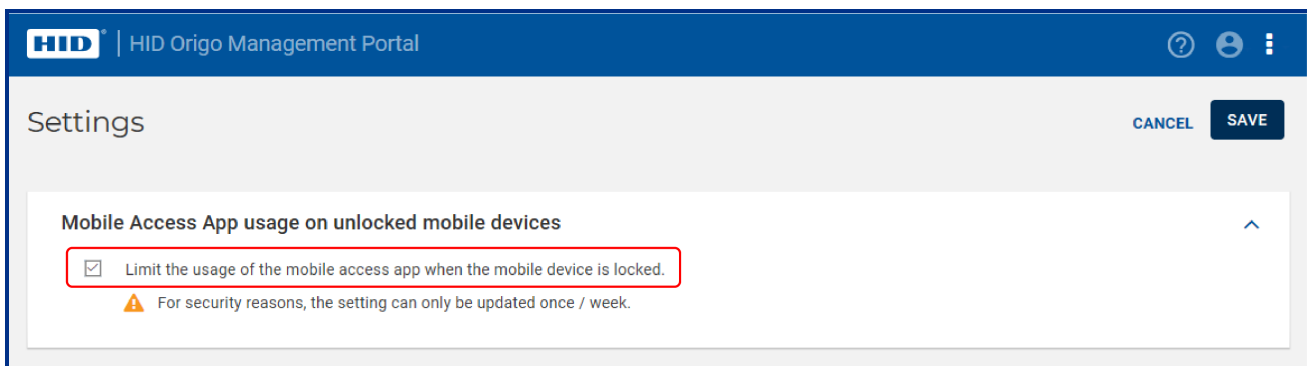 HID | HID Origo Management Portal
Settings
CANCEL SAVE
Mobile Access App usage on unlocked mobile devices
Limit the usage of the mobile access app when the mobile device is locked.
For security reasons, the setting can only be updated once / week.